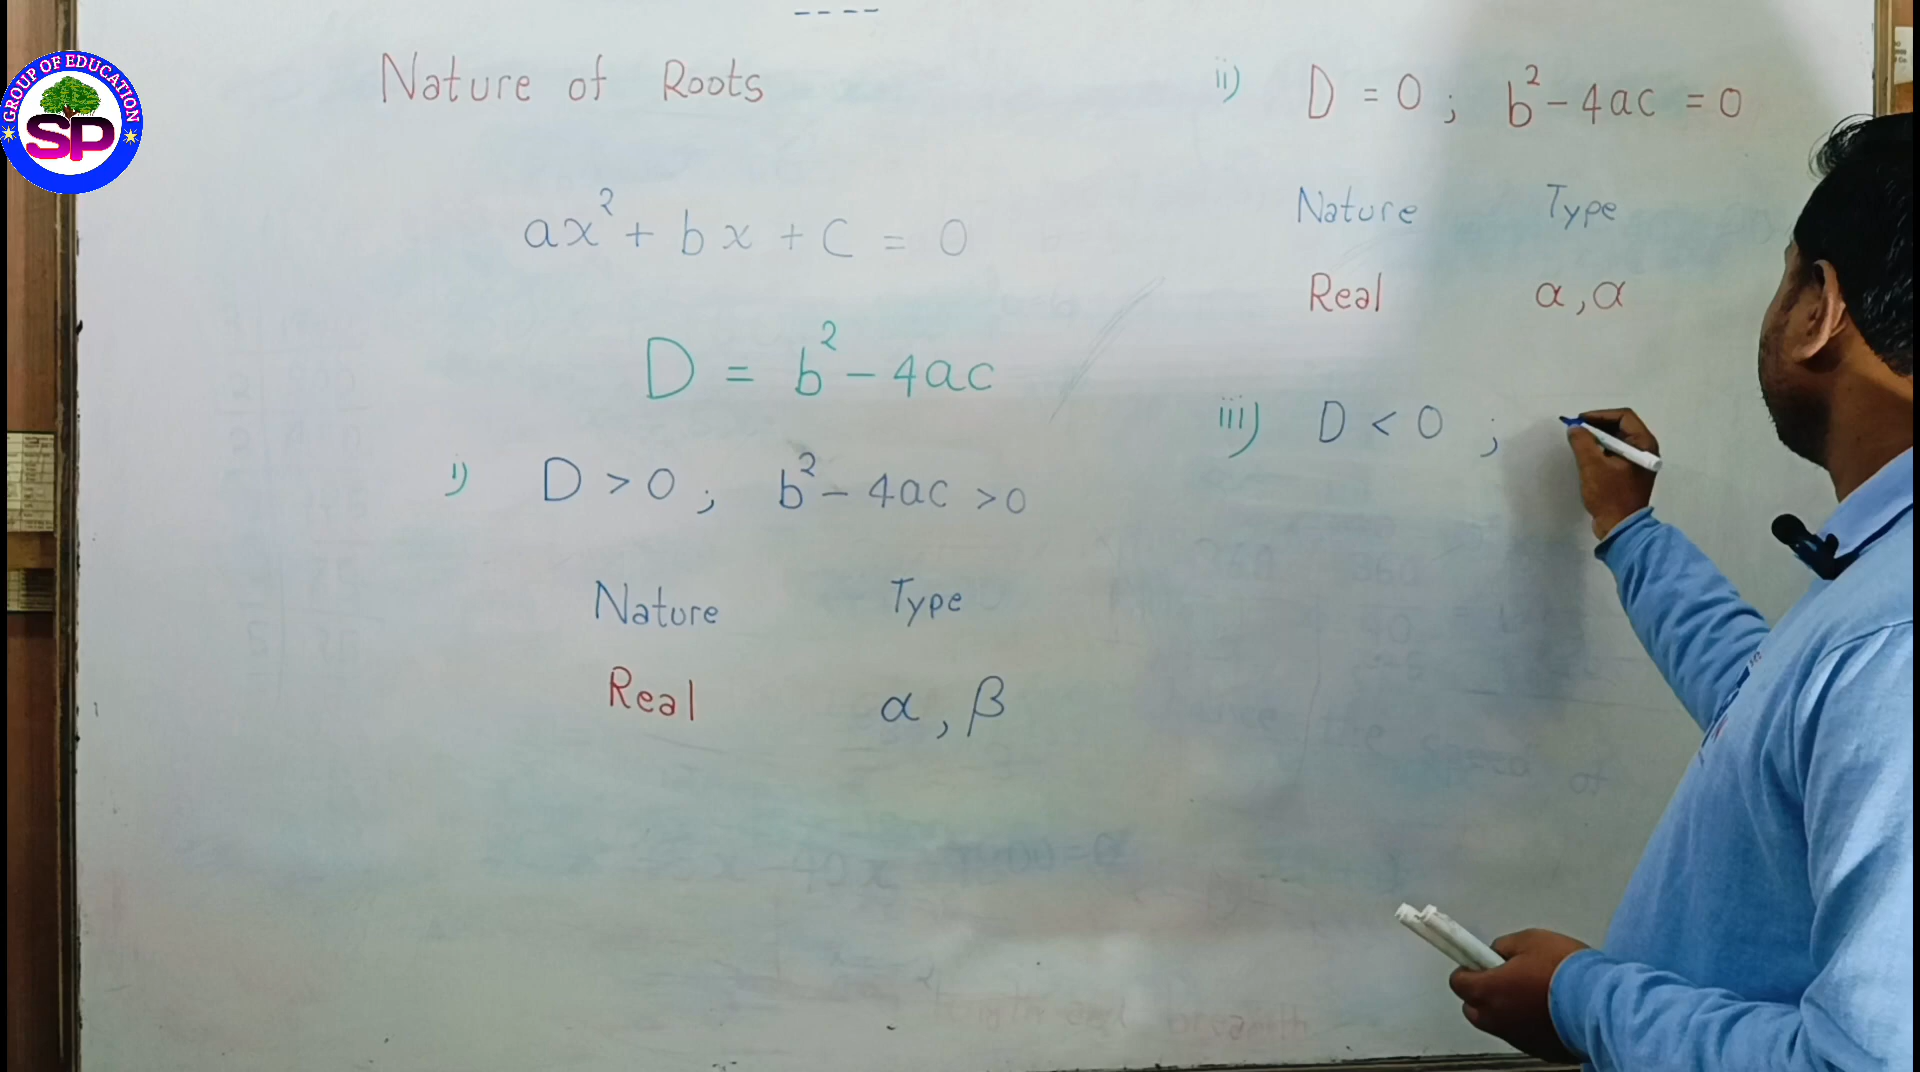 GROUP OF EDUCATION
SP
Nature of Roots
ax² + bx + c = 0
D = b² - 4ac
i) D > 0 ; b² - 4ac > 0
Nature Type
Real α , β
ii) D = 0 ; b² - 4ac = 0
Nature Type
Real α , α
iii) D < 0 ;